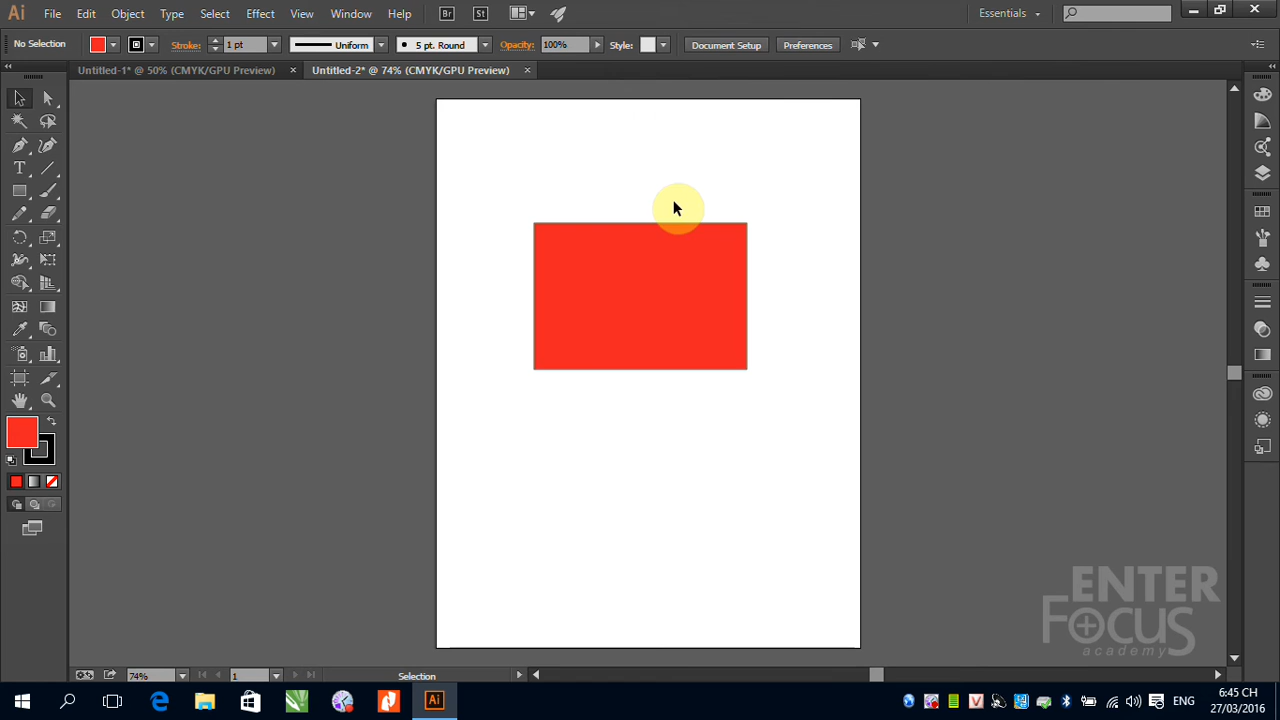 Ai File Edit Object Type Select Effect View Window Help Br St Essentials
No Selection Stroke: 1 pt Uniform 5 pt. Round Opacity: 100% Style: Document Setup Preferences
Untitled-1* @ 50% (CMYK/GPU Preview) × Untitled-2* @ 74% (CMYK/GPU Preview) ×
T
74% 1 Selection
ENTER
FOCUS
academy
Ai ENG 6:45 CH
27/03/2016